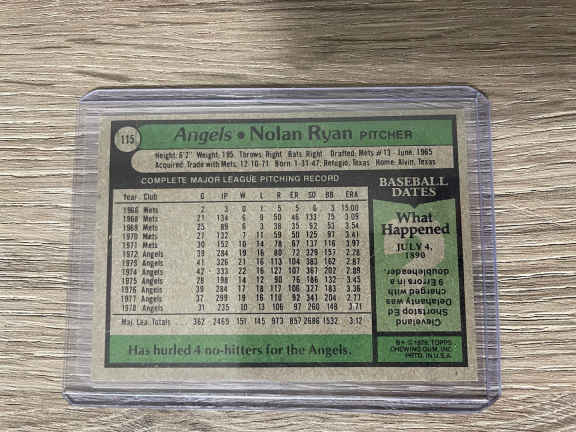 115
Angels • Nolan Ryan PITCHER
Height: 6'2" Weight: 195 Throws: Right Bats: Right Drafted: Mets #13 - June, 1965
Acquired: Trade with Mets, 12-10-71 Born: 1-31-47, Refugio, Texas Home: Alvin, Texas
COMPLETE MAJOR LEAGUE PITCHING RECORD
Year Club G IP W L R ER SO BB ERA
1966 Mets 2 3 0 1 5 5 6 3 15.00
1968 Mets 21 134 6 9 50 46 133 75 3.09
1969 Mets 25 89 6 3 38 35 92 53 3.54
1970 Mets 27 132 7 11 59 50 125 97 3.41
1971 Mets 30 152 10 14 78 67 137 116 3.97
1972 Angels 39 284 19 16 80 72 329 157 2.28
1973 Angels 41 326 21 16 113 104 383 162 2.87
1974 Angels 42 333 22 16 127 107 367 202 2.89
1975 Angels 28 198 14 12 90 76 186 132 3.45
1976 Angels 39 284 17 18 117 106 327 183 3.36
1977 Angels 37 299 19 16 110 92 341 204 2.77
1978 Angels 31 235 10 13 106 97 260 148 3.71
Maj. Lea. Totals 362 2469 151 145 973 857 2686 1532 3.12
Has hurled 4 no-hitters for the Angels.
BASEBALL
DATES
What
Happened
JULY 4,
1890
Cleveland
Shortstop Ed
Delahanty was
charged with
9 Errors in a
doubleheader.
© 1979, TOPPS
CHEWING GUM, INC.
PRTD. IN U.S.A.